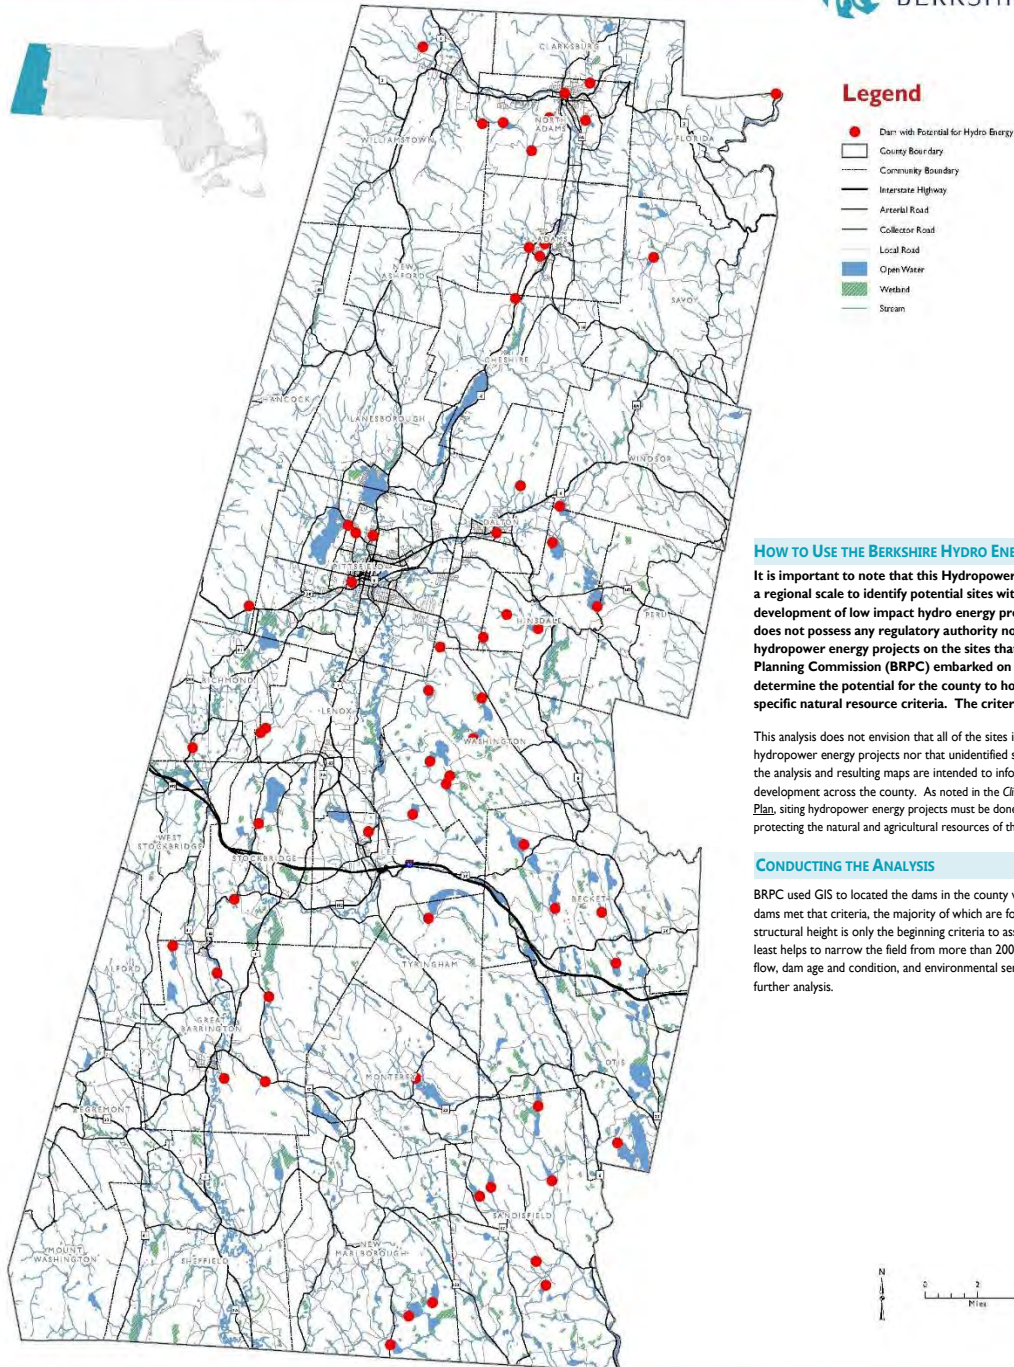 BERKSHI
Legend
Dam with Potential for Hydro Energy
County Boundary
Community Boundary
Interstate Highway
Arterial Road
Collector Road
Local Road
Open Water
Wetland
Stream
CLARKSBURG
NORTH ADAMS
FLORIDA
WILLIAMSTOWN
ADAMS
NEW ASHFORD
SAVOY
CHESHIRE
HANCOCK
LANESBOROUGH
WINDSOR
DALTON
HINSDALE
PERU
RICHMOND
LENOX
WASHINGTON
WEST STOCKBRIDGE
STOCKBRIDGE
LEE
BECKET
TYRINGHAM
ALFORD
GREAT BARRINGTON
OTIS
MONTEREY
EGREMONT
SANDISFIELD
MOUNT WASHINGTON
SHEFFIELD
NEW MARLBOROUGH
HOW TO USE THE BERKSHIRE HYDRO ENE
It is important to note that this Hydropower
a regional scale to identify potential sites wit
development of low impact hydro energy pro
does not possess any regulatory authority no
hydropower energy projects on the sites that
Planning Commission (BRPC) embarked on
determine the potential for the county to ho
specific natural resource criteria. The criter
This analysis does not envision that all of the sites i
hydropower energy projects nor that unidentified s
the analysis and resulting maps are intended to info
development across the county. As noted in the Cli
Plan, siting hydropower energy projects must be done
protecting the natural and agricultural resources of th
CONDUCTING THE ANALYSIS
BRPC used GIS to located the dams in the county v
dams met that criteria, the majority of which are fo
structural height is only the beginning criteria to as
least helps to narrow the field from more than 200
flow, dam age and condition, and environmental se
further analysis.
N
0 2
Miles